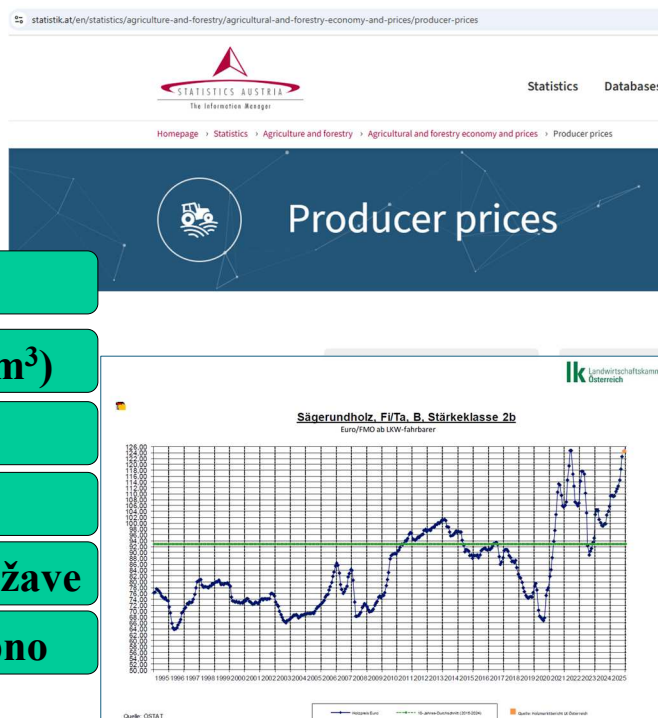 statistik.at/en/statistics/agriculture-and-forestry/agricultural-and-forestry-economy-and-prices/producer-prices
STATISTICS AUSTRIA
The Information Manager
Statistics Databases
Homepage › Statistics › Agriculture and forestry › Agricultural and forestry economy and prices › Producer prices
Producer prices
m³)
žave
no
lk Landwirtschaftskamm
Österreich
Sägerundholz, Fi/Ta, B, Stärkeklasse 2b
Euro/FMO ab LKW-fahrbarer
126,00
124,00
122,00
120,00
118,00
116,00
114,00
112,00
110,00
108,00
106,00
104,00
102,00
100,00
98,00
96,00
94,00
92,00
90,00
88,00
86,00
84,00
82,00
80,00
78,00
76,00
74,00
72,00
70,00
68,00
66,00
64,00
62,00
60,00
58,00
56,00
54,00
52,00
50,00
1995 1996 1997 1998 1999 2000 2001 2002 2003 2004 2005 2006 2007 2008 2009 2010 2011 2012 2013 2014 2015 2016 2017 2018 2019 2020 2021 2022 2023 2024 2025
Quelle: ÖSTAT
Holzpreis Euro